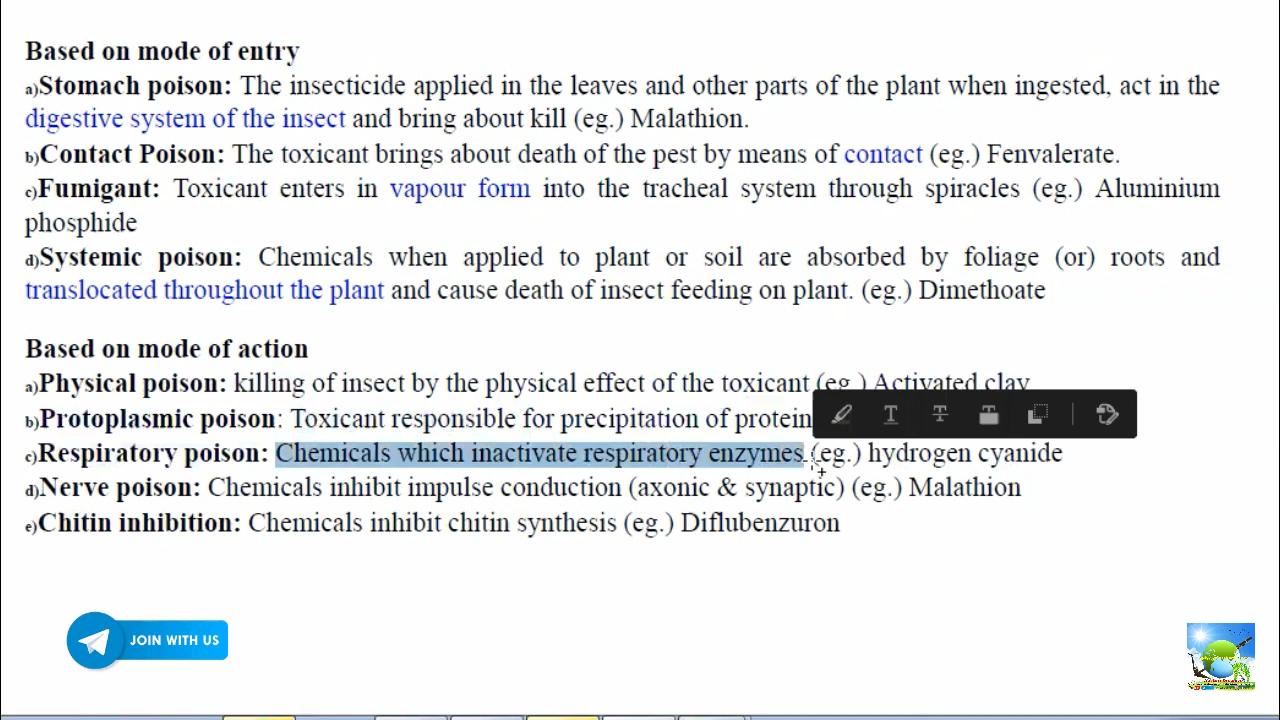 Based on mode of entry
a)Stomach poison: The insecticide applied in the leaves and other parts of the plant when ingested, act in the
digestive system of the insect and bring about kill (eg.) Malathion.
b)Contact Poison: The toxicant brings about death of the pest by means of contact (eg.) Fenvalerate.
c)Fumigant: Toxicant enters in vapour form into the tracheal system through spiracles (eg.) Aluminium
phosphide
d)Systemic poison: Chemicals when applied to plant or soil are absorbed by foliage (or) roots and
translocated throughout the plant and cause death of insect feeding on plant. (eg.) Dimethoate
Based on mode of action
a)Physical poison: killing of insect by the physical effect of the toxicant (eg.) Activated clay
b)Protoplasmic poison: Toxicant responsible for precipitation of protein
c)Respiratory poison: Chemicals which inactivate respiratory enzymes (eg.) hydrogen cyanide
d)Nerve poison: Chemicals inhibit impulse conduction (axonic & synaptic) (eg.) Malathion
e)Chitin inhibition: Chemicals inhibit chitin synthesis (eg.) Diflubenzuron
JOIN WITH US